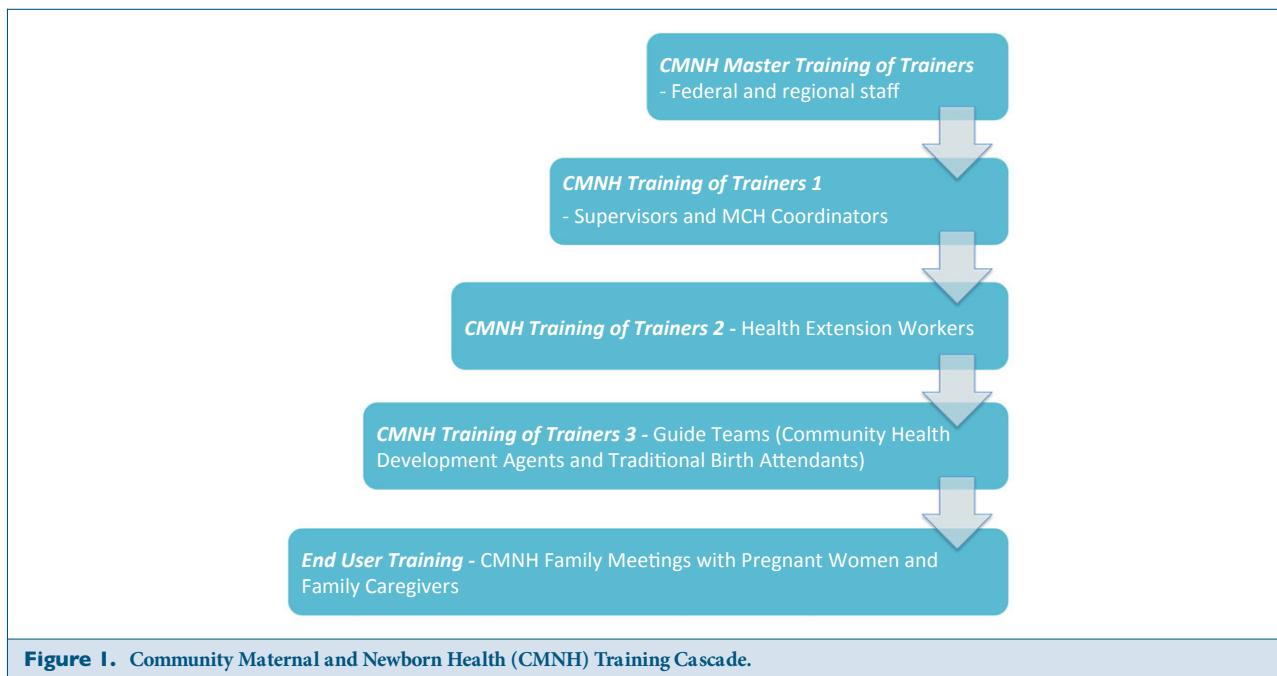 CMNH Master Training of Trainers
- Federal and regional staff
CMNH Training of Trainers 1
- Supervisors and MCH Coordinators
CMNH Training of Trainers 2 - Health Extension Workers
CMNH Training of Trainers 3 - Guide Teams (Community Health
Development Agents and Traditional Birth Attendants)
End User Training - CMNH Family Meetings with Pregnant Women and
Family Caregivers
Figure 1. Community Maternal and Newborn Health (CMNH) Training Cascade.